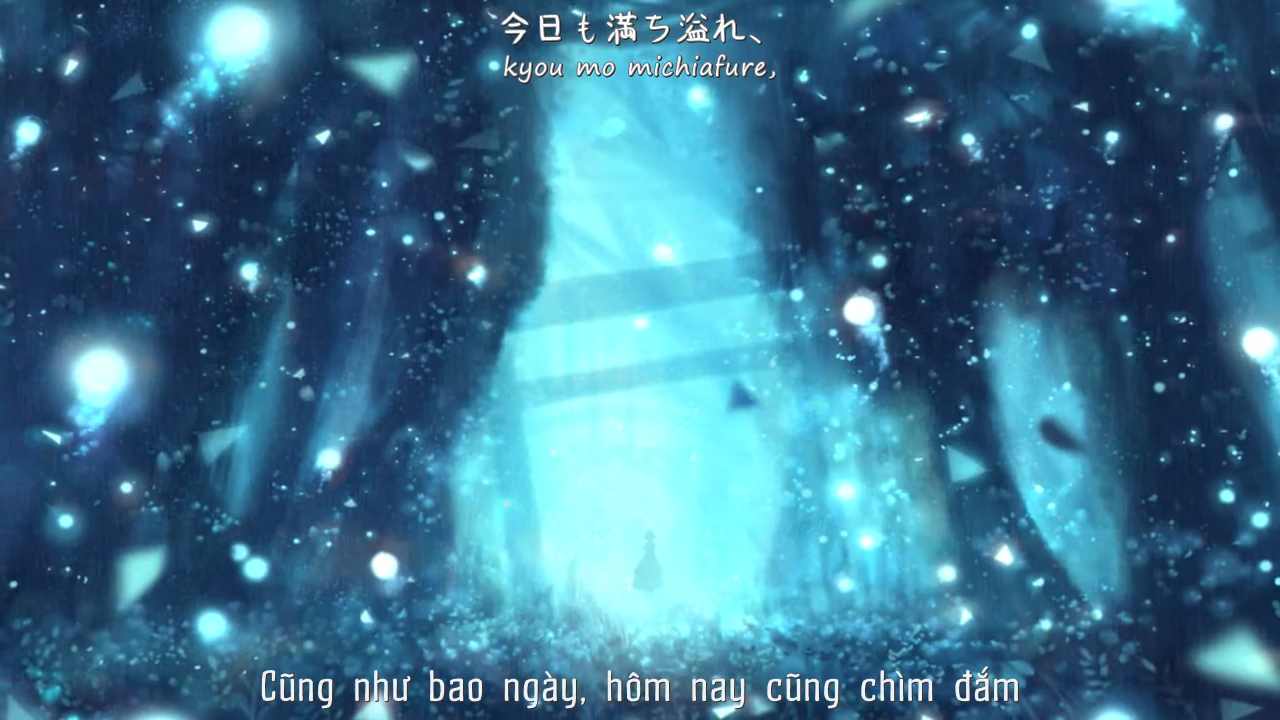 今日も満ち溢れ、
kyou mo michiafure,
Cũng như bao ngày, hôm nay cũng chìm đắm